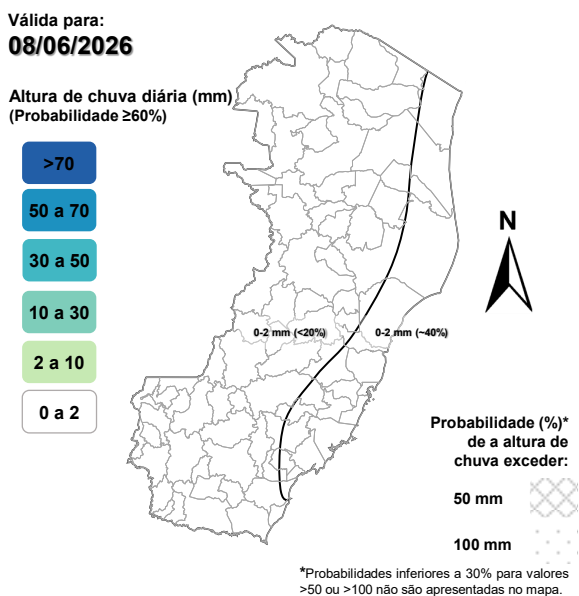 Válida para:
08/06/2026
Altura de chuva diária (mm)
(Probabilidade ≥60%)
>70
50 a 70
30 a 50
10 a 30
2 a 10
0 a 2
N
0-2 mm (<20%)
0-2 mm (~40%)
Probabilidade (%)*
de a altura de
chuva exceder:
50 mm
100 mm
*Probabilidades inferiores a 30% para valores
>50 ou >100 não são apresentadas no mapa.